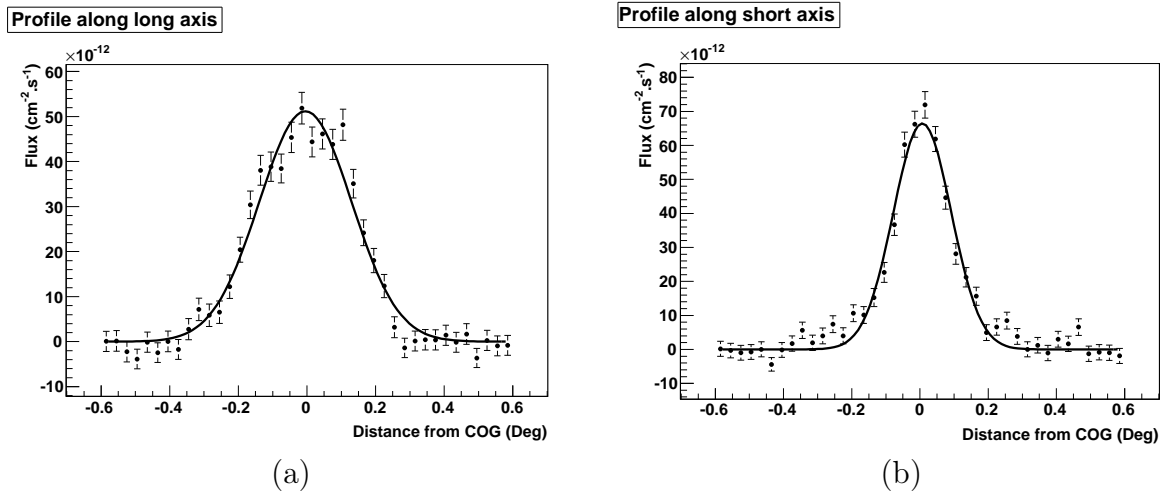 Profile along long axis
×10⁻¹²
Flux (cm⁻².s⁻¹)
60
50
40
30
20
10
0
-10
-0.6 -0.4 -0.2 0 0.2 0.4 0.6
Distance from COG (Deg)
(a)
Profile along short axis
×10⁻¹²
Flux (cm⁻².s⁻¹)
80
70
60
50
40
30
20
10
0
-10
-0.6 -0.4 -0.2 0 0.2 0.4 0.6
Distance from COG (Deg)
(b)